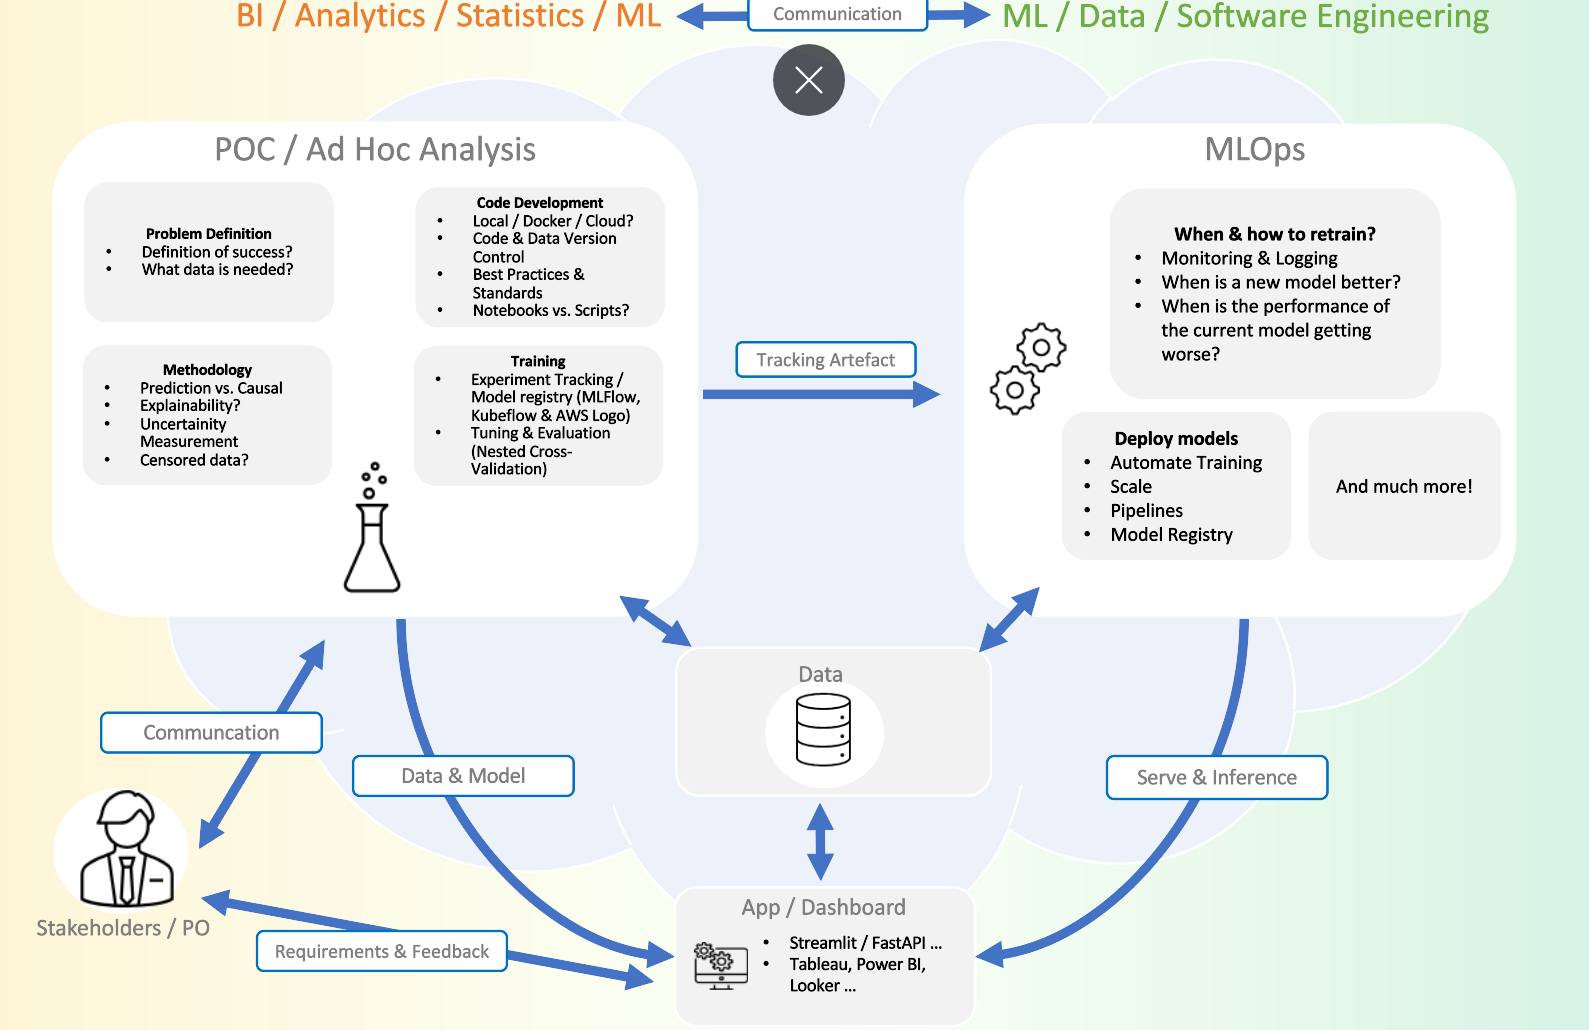 BI / Analytics / Statistics / ML
Communication
ML / Data / Software Engineering
POC / Ad Hoc Analysis
Problem Definition
• Definition of success?
• What data is needed?
Code Development
• Local / Docker / Cloud?
• Code & Data Version
Control
• Best Practices &
Standards
• Notebooks vs. Scripts?
Methodology
• Prediction vs. Causal
• Explainability?
• Uncertainity
Measurement
• Censored data?
Training
• Experiment Tracking /
Model registry (MLFlow,
Kubeflow & AWS Logo)
• Tuning & Evaluation
(Nested Cross-
Validation)
Tracking Artefact
MLOps
When & how to retrain?
• Monitoring & Logging
• When is a new model better?
• When is the performance of
the current model getting
worse?
Deploy models
• Automate Training
• Scale
• Pipelines
• Model Registry
And much more!
Data
Communcation
Data & Model
Serve & Inference
Stakeholders / PO
Requirements & Feedback
App / Dashboard
• Streamlit / FastAPI ...
• Tableau, Power BI,
Looker ...